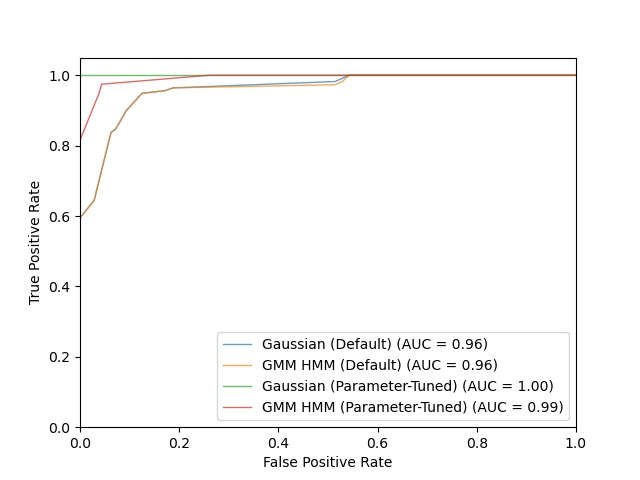 1.0
0.8
0.6
0.4
0.2
0.0
True Positive Rate
Gaussian (Default) (AUC = 0.96)
GMM HMM (Default) (AUC = 0.96)
Gaussian (Parameter-Tuned) (AUC = 1.00)
GMM HMM (Parameter-Tuned) (AUC = 0.99)
0.0 0.2 0.4 0.6 0.8 1.0
False Positive Rate